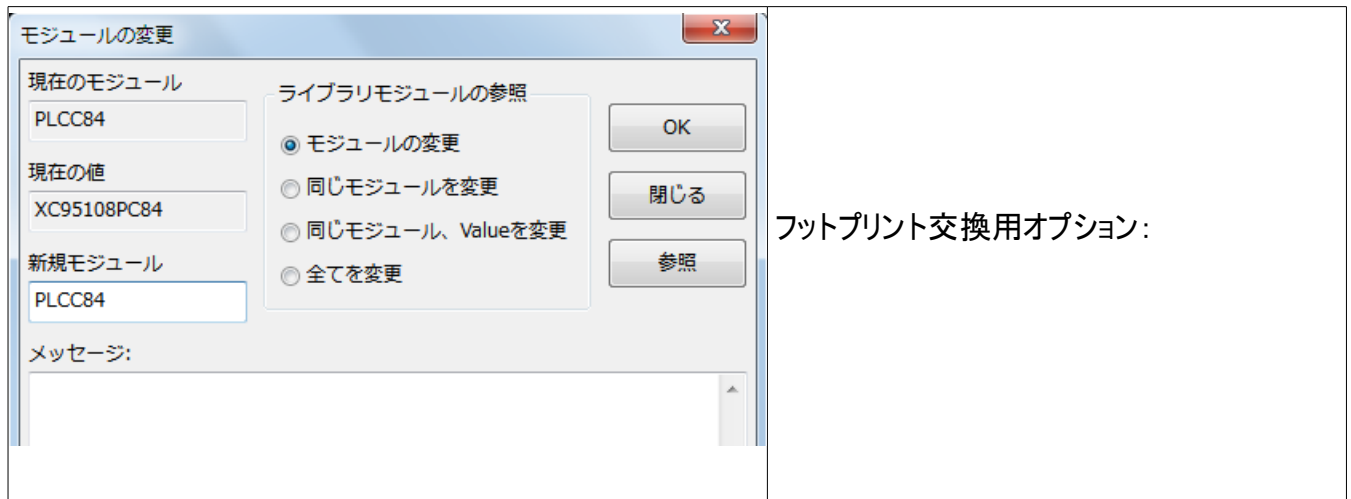 モジュールの変更
現在のモジュール
PLCC84
現在の値
XC95108PC84
新規モジュール
PLCC84
ライブラリモジュールの参照
モジュールの変更
同じモジュールを変更
同じモジュール、Valueを変更
全てを変更
OK
閉じる
参照
メッセージ:
フットプリント交換用オプション: